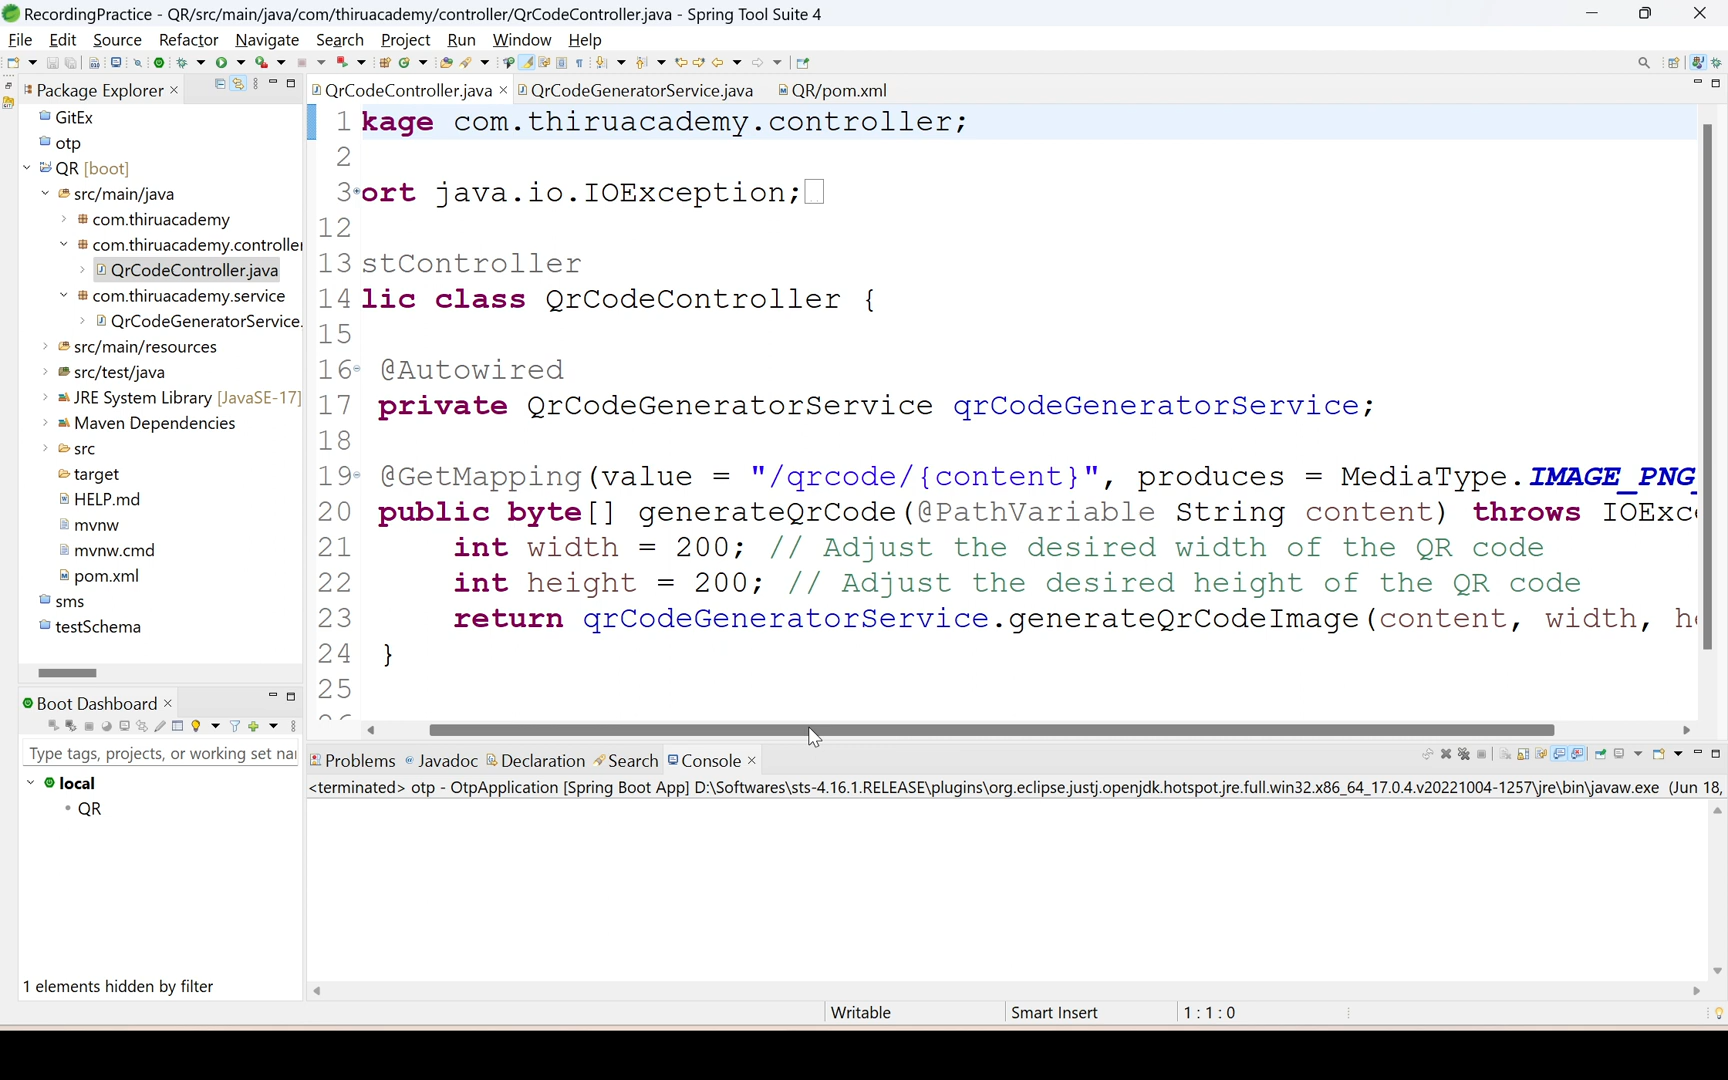 RecordingPractice - QR/src/main/java/com/thiruacademy/controller/QrCodeController.java - Spring Tool Suite 4
File Edit Source Refactor Navigate Search Project Run Window Help
Package Explorer
GitEx
otp
QR [boot]
src/main/java
com.thiruacademy
com.thiruacademy.controller
QrCodeController.java
com.thiruacademy.service
QrCodeGeneratorService.
src/main/resources
src/test/java
JRE System Library [JavaSE-17]
Maven Dependencies
src
target
HELP.md
mvnw
mvnw.cmd
pom.xml
sms
testSchema
Boot Dashboard
Type tags, projects, or working set nar
local
QR
1 elements hidden by filter
QrCodeController.java QrCodeGeneratorService.java QR/pom.xml
1 kage com.thiruacademy.controller;
2
3 ort java.io.IOException;
12
13 stController
14 lic class QrCodeController {
15
16 @Autowired
17 private QrCodeGeneratorService qrCodeGeneratorService;
18
19 @GetMapping(value = "/qrcode/{content}", produces = MediaType.IMAGE_PNG_
20 public byte[] generateQrCode(@PathVariable String content) throws IOExc
21 int width = 200; // Adjust the desired width of the QR code
22 int height = 200; // Adjust the desired height of the QR code
23 return qrCodeGeneratorService.generateQrCodeImage(content, width, he
24 }
25
Problems Javadoc Declaration Search Console
<terminated> otp - OtpApplication [Spring Boot App] D:\Softwares\sts-4.16.1.RELEASE\plugins\org.eclipse.justj.openjdk.hotspot.jre.full.win32.x86_64_17.0.4.v20221004-1257\jre\bin\javaw.exe (Jun 18,
Writable Smart Insert 1 : 1 : 0